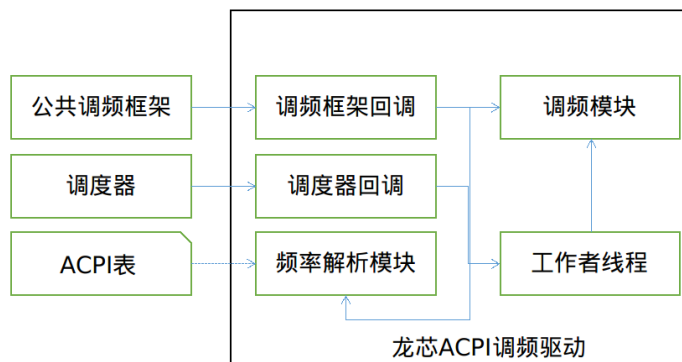 公共调频框架
调频框架回调
调频模块
调度器
调度器回调
ACPI表
频率解析模块
工作者线程
龙芯ACPI调频驱动